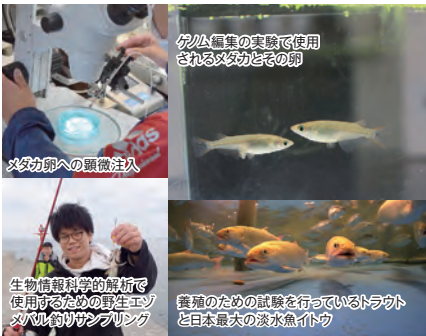 ゲノム編集の実験で使用
されるメダカとその卵
メダカ卵への顕微注入
adidas
生物情報科学的解析で
使用するための野生エゾ
メバル釣りサンプリング
養殖のための試験を行っているトラウト
と日本最大の淡水魚イトウ